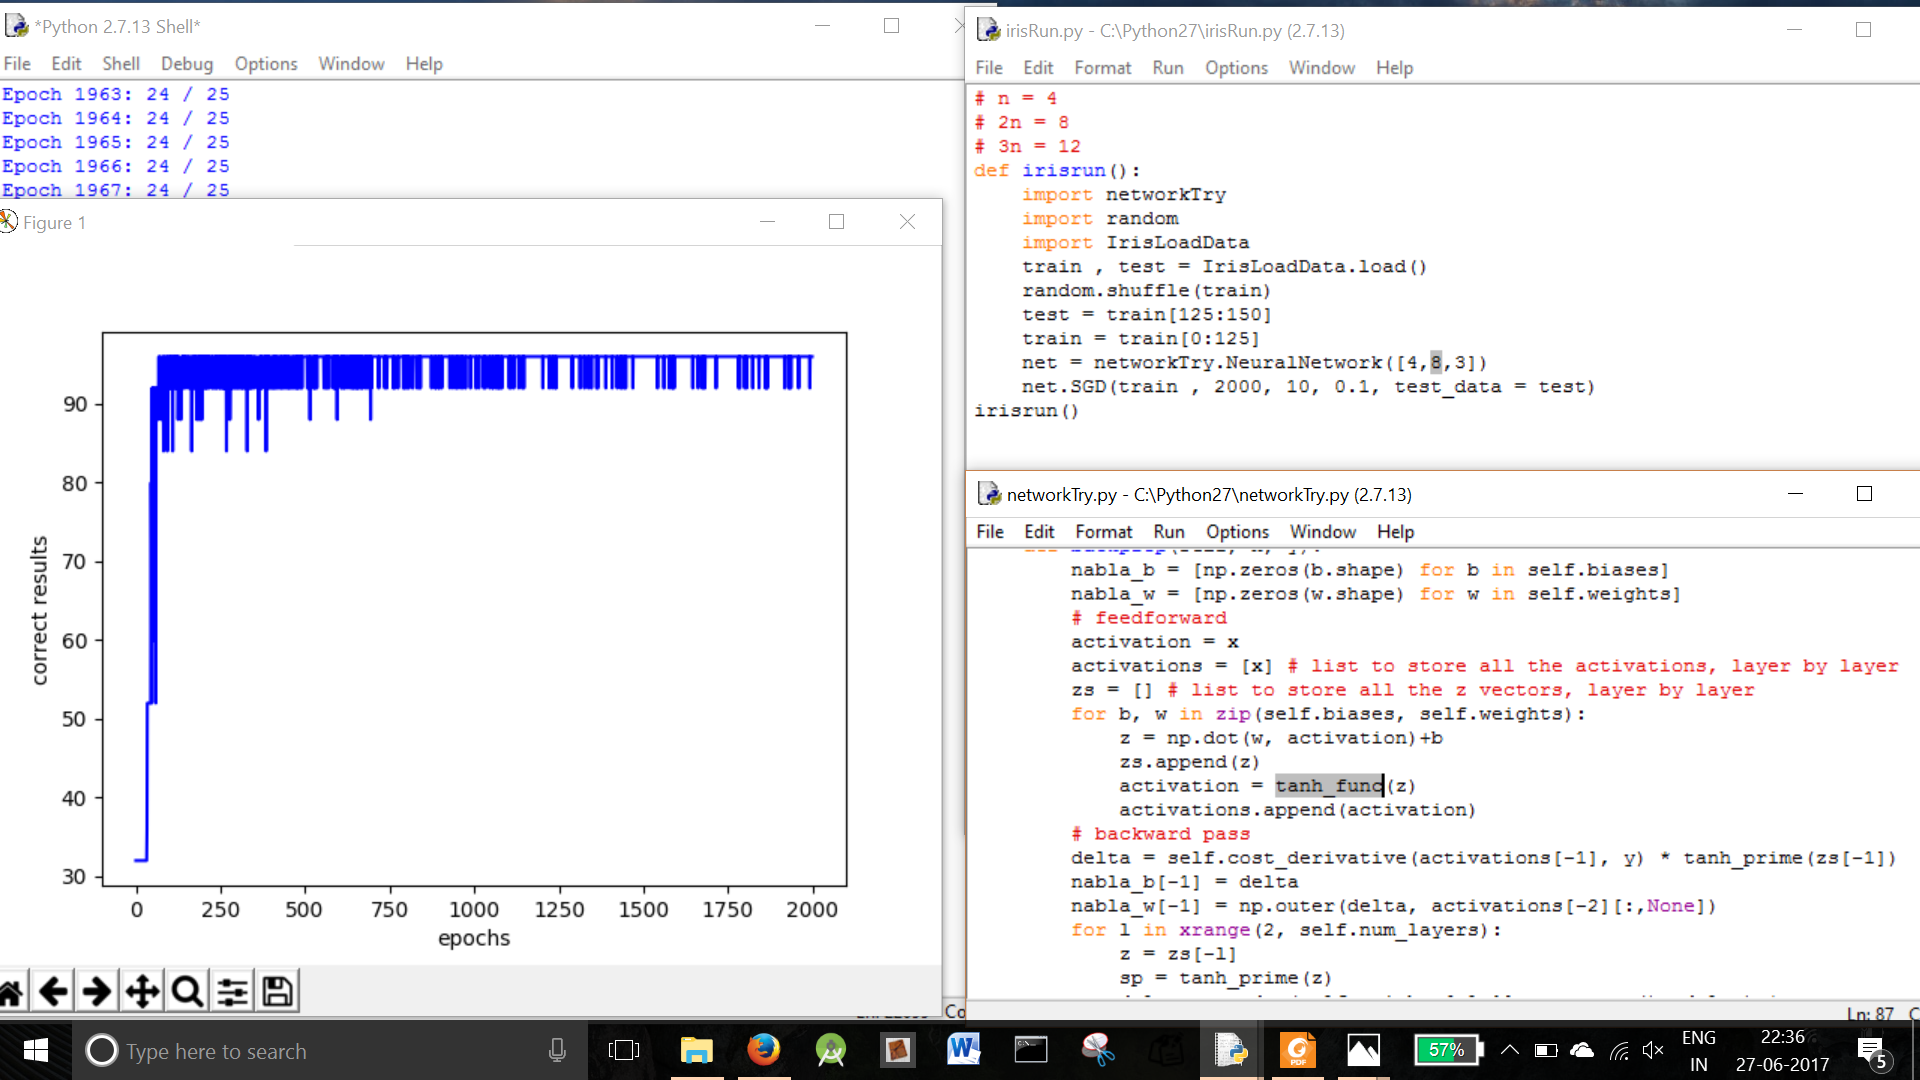 *Python 2.7.13 Shell*
File Edit Shell Debug Options Window Help
Epoch 1963: 24 / 25
Epoch 1964: 24 / 25
Epoch 1965: 24 / 25
Epoch 1966: 24 / 25
Epoch 1967: 24 / 25
Figure 1
90
80
70
60
50
40
30
correct results
0 250 500 750 1000 1250 1500 1750 2000
epochs
irisRun.py - C:\Python27\irisRun.py (2.7.13)
File Edit Format Run Options Window Help
# n = 4
# 2n = 8
# 3n = 12
def irisrun():
    import networkTry
    import random
    import IrisLoadData
    train , test = IrisLoadData.load()
    random.shuffle(train)
    test = train[125:150]
    train = train[0:125]
    net = networkTry.NeuralNetwork([4,8,3])
    net.SGD(train , 2000, 10, 0.1, test_data = test)
irisrun()
networkTry.py - C:\Python27\networkTry.py (2.7.13)
File Edit Format Run Options Window Help
nabla_b = [np.zeros(b.shape) for b in self.biases]
nabla_w = [np.zeros(w.shape) for w in self.weights]
# feedforward
activation = x
activations = [x] # list to store all the activations, layer by layer
zs = [] # list to store all the z vectors, layer by layer
for b, w in zip(self.biases, self.weights):
    z = np.dot(w, activation)+b
    zs.append(z)
    activation = tanh_func(z)
    activations.append(activation)
# backward pass
delta = self.cost_derivative(activations[-1], y) * tanh_prime(zs[-1])
nabla_b[-1] = delta
nabla_w[-1] = np.outer(delta, activations[-2][:,None])
for l in xrange(2, self.num_layers):
    z = zs[-l]
    sp = tanh_prime(z)
Co
Ln: 87 C
Type here to search
W
PDF
57%
ENG
IN
22:36
27-06-2017
5